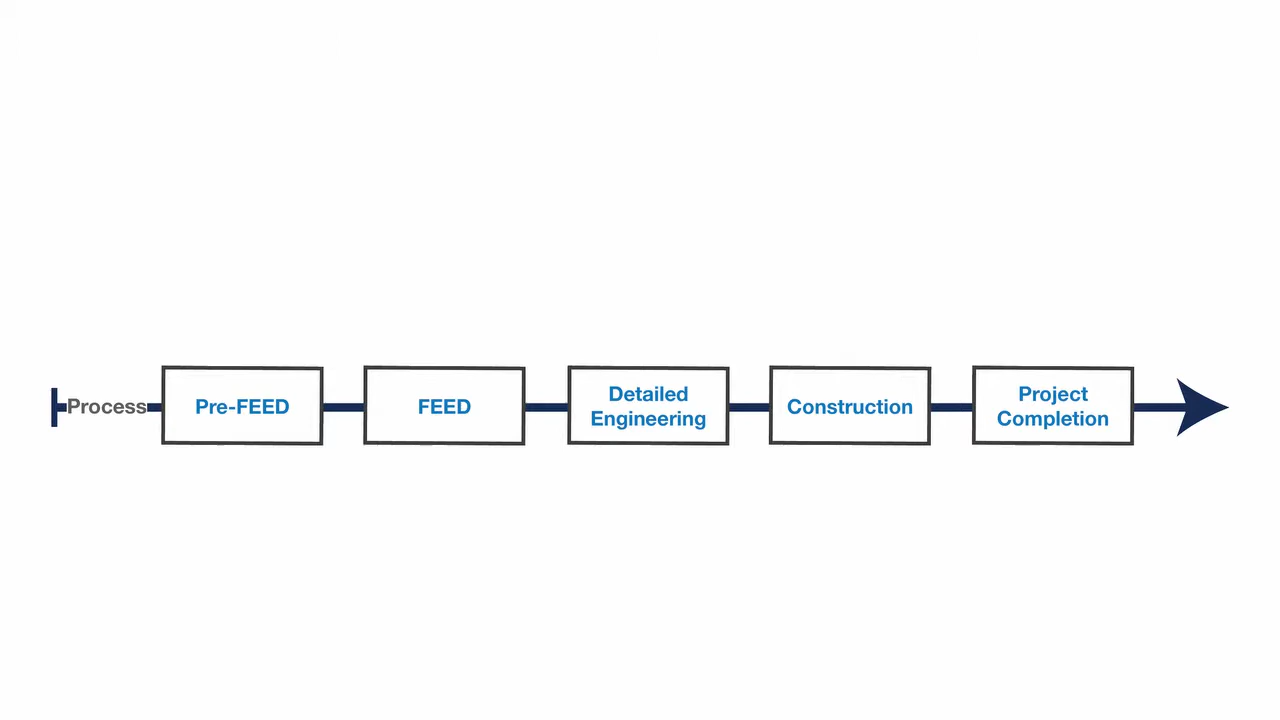 Process
Pre-FEED
FEED
Detailed
Engineering
Construction
Project
Completion